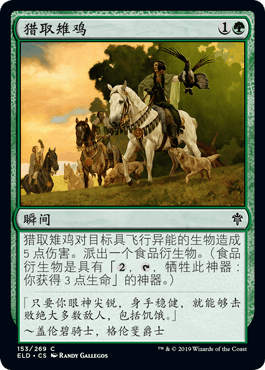 猎取雉鸡 1
瞬间
猎取雉鸡对目标具飞行异能的生物造成
5点伤害。派出一个食品衍生物。（食品
衍生物是具有「2，，牺牲此神器：
你获得3点生命」的神器。）
「只要你眼神尖锐，身手稳健，就能够击
败绝大多数敌人，包括饥饿。」
～盖伦碧骑士，格伦斐爵士
153/269 C
ELD • CS RANDY GALLEGOS
™ & © 2019 Wizards of the Coast